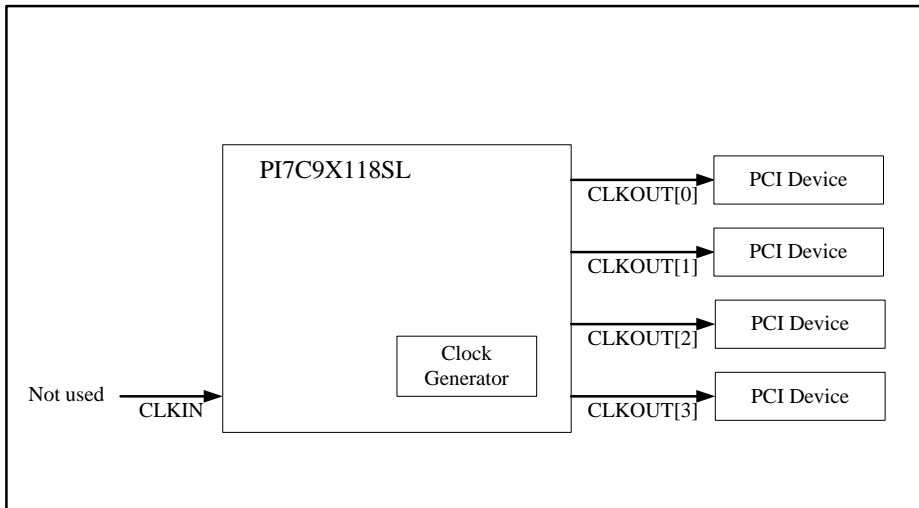 PI7C9X118SL
CLKOUT[0]
PCI Device
CLKOUT[1]
PCI Device
CLKOUT[2]
PCI Device
Clock
Generator
Not used
CLKIN
CLKOUT[3]
PCI Device